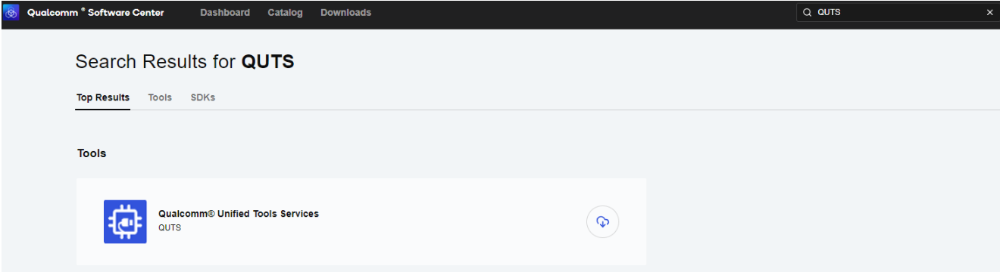 Qualcomm ® Software Center Dashboard Catalog Downloads QUTS
Search Results for QUTS
Top Results Tools SDKs
Tools
Qualcomm® Unified Tools Services
QUTS